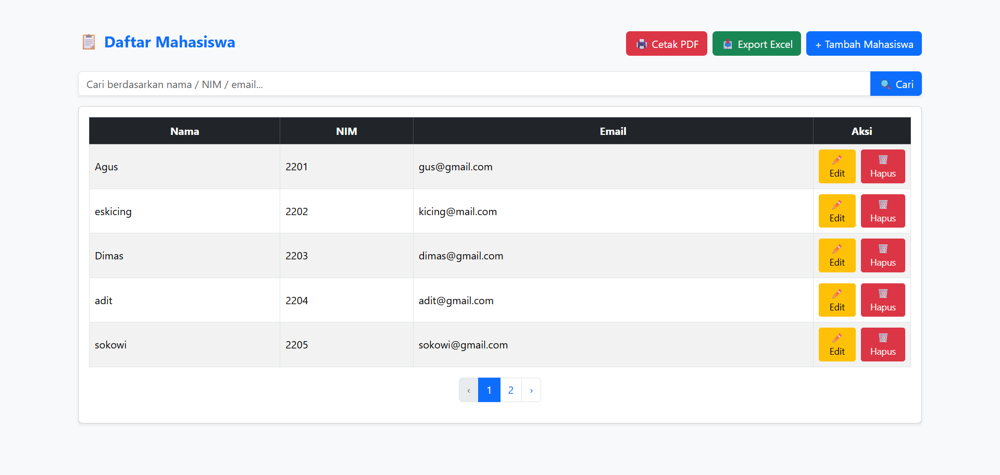 Daftar Mahasiswa
Cetak PDF
Export Excel
+ Tambah Mahasiswa
Cari berdasarkan nama / NIM / email...
Cari
Nama NIM Email Aksi
Agus 2201 gus@gmail.com Edit Hapus
eskicing 2202 kicing@mail.com Edit Hapus
Dimas 2203 dimas@gmail.com Edit Hapus
adit 2204 adit@gmail.com Edit Hapus
sokowi 2205 sokowi@gmail.com Edit Hapus
‹ 1 2 ›